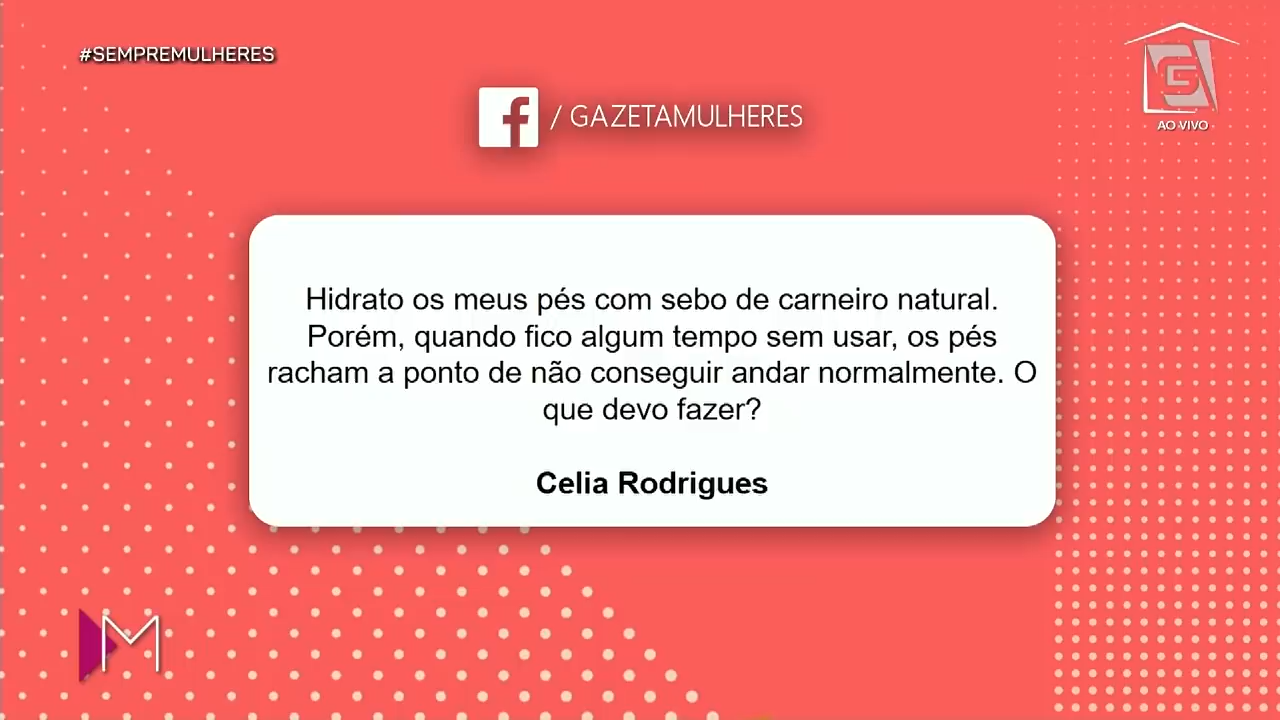 #SEMPREMULHERES
/ GAZETAMULHERES
G
AO VIVO
Hidrato os meus pés com sebo de carneiro natural.
Porém, quando fico algum tempo sem usar, os pés
racham a ponto de não conseguir andar normalmente. O
que devo fazer?
Celia Rodrigues
M